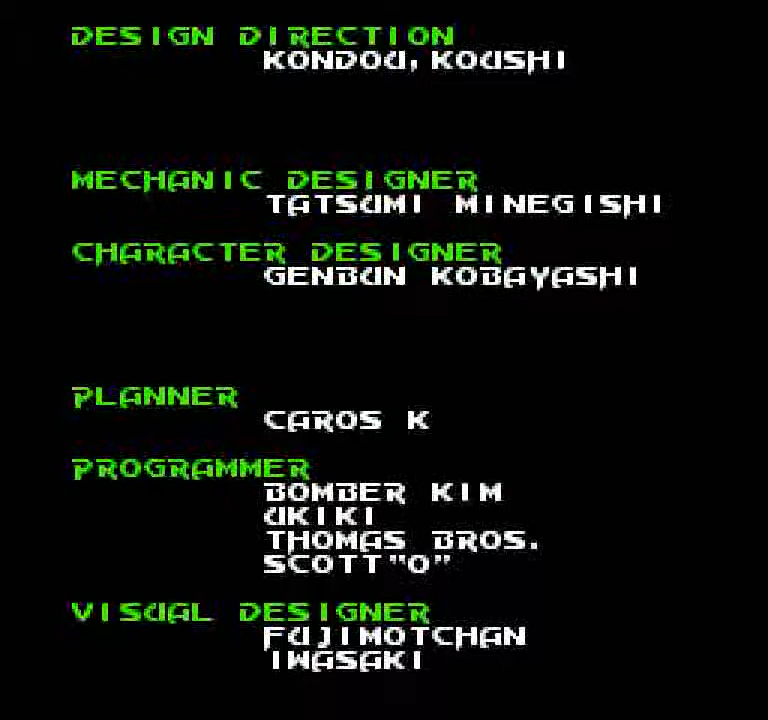 DESIGN DIRECTION
KONDOU, KOUSHI
MECHANIC DESIGNER
TATSUMI MINEGISHI
CHARACTER DESIGNER
GENBUN KOBAYASHI
PLANNER
CAROS K
PROGRAMMER
BOMBER KIM
UKIKI
THOMAS BROS.
SCOTT"O"
VISUAL DESIGNER
FUJIMOTCHAN
IWASAKI